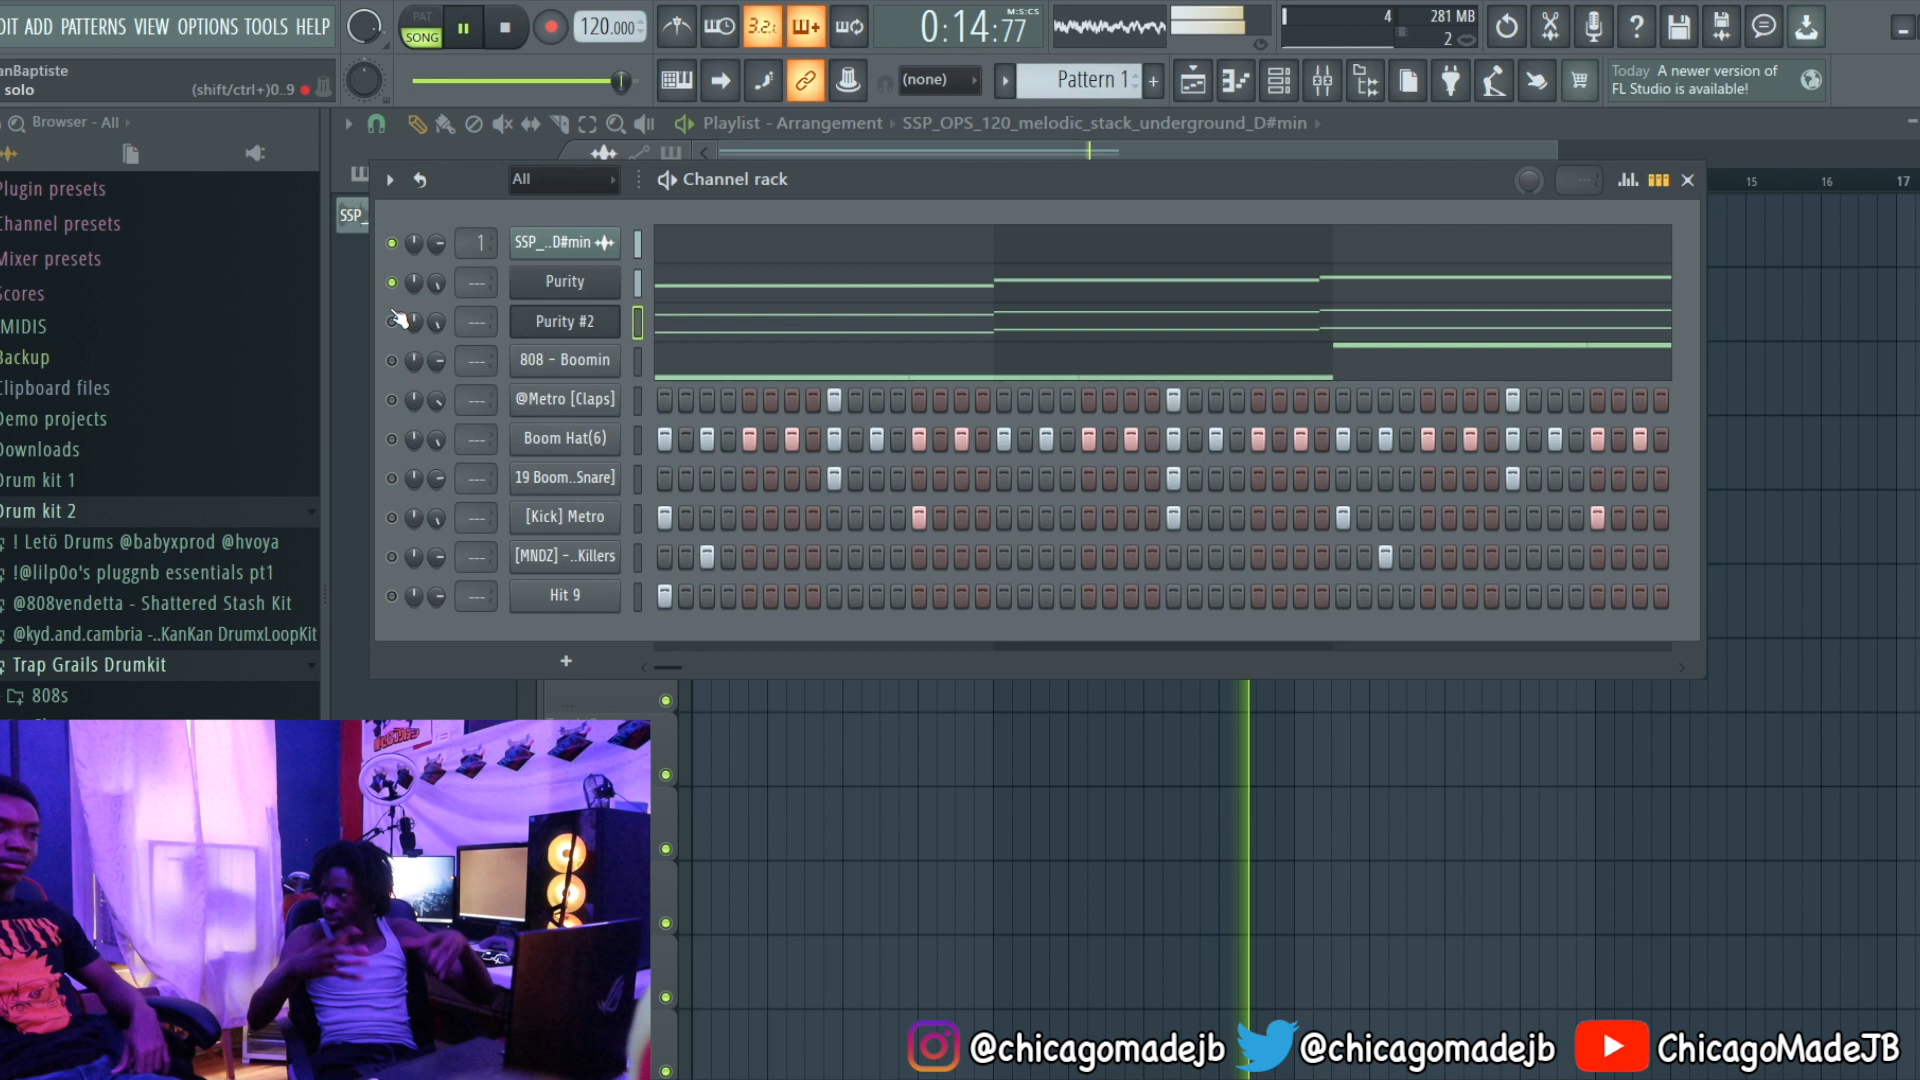 DIT ADD PATTERNS VIEW OPTIONS TOOLS HELP
PAT
SONG
120.000
3.2.
0:14:77
M:S:CS
4
281 MB
2
anBaptiste
solo
(shift/ctrl+)0..9
(none)
Pattern 1
+
Today A newer version of
FL Studio is available!
Browser - All
Playlist - Arrangement
SSP_OPS_120_melodic_stack_underground_D#min
Plugin presets
Channel presets
Mixer presets
Scores
MIDIS
Backup
Clipboard files
Demo projects
Downloads
Drum kit 1
Drum kit 2
! Letö Drums @babyxprod @hvoya
!@lilp0o's pluggnb essentials pt1
@808vendetta - Shattered Stash Kit
@kyd.and.cambria -..KanKan DrumxLoopKit
Trap Grails Drumkit
808s
SSP_
All
Channel rack
15
16
17
1
SSP_..D#min
Purity
Purity #2
808 - Boomin
@Metro [Claps]
Boom Hat(6)
19 Boom..Snare]
[Kick] Metro
[MNDZ] -..Killers
Hit 9
+
@chicagomadejb
@chicagomadejb
ChicagoMadeJB